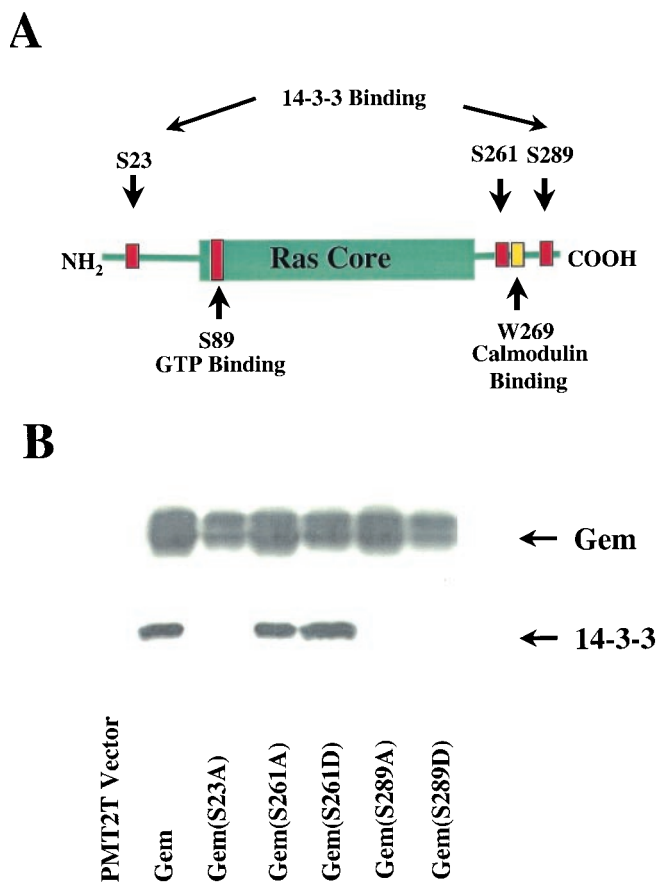 A
14-3-3 Binding
S23
S261 S289
NH2
Ras Core
COOH
S89
GTP Binding
W269
Calmodulin
Binding
B
Gem
14-3-3
PMT2T Vector
Gem
Gem(S23A)
Gem(S261A)
Gem(S261D)
Gem(S289A)
Gem(S289D)